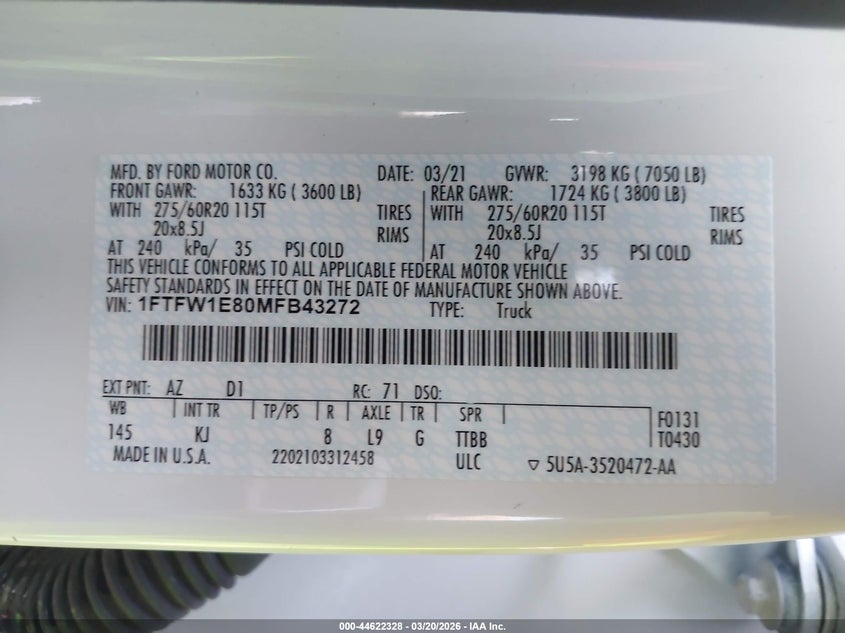 MFD. BY FORD MOTOR CO. DATE: 03/21 GVWR: 3198 KG ( 7050 LB)
FRONT GAWR: 1633 KG ( 3600 LB) REAR GAWR: 1724 KG ( 3800 LB)
WITH 275/60R20 115T TIRES WITH 275/60R20 115T TIRES
20x8.5J RIMS 20x8.5J RIMS
AT 240 kPa/ 35 PSI COLD AT 240 kPa/ 35 PSI COLD
THIS VEHICLE CONFORMS TO ALL APPLICABLE FEDERAL MOTOR VEHICLE
SAFETY STANDARDS IN EFFECT ON THE DATE OF MANUFACTURE SHOWN ABOVE.
VIN: 1FTFW1E80MFB43272 TYPE: Truck
EXT PNT: AZ D1 RC: 71 DSO:
WB INT TR TP/PS R AXLE TR SPR F0131
145 KJ 8 L9 G TTBB T0430
MADE IN U.S.A. 2202103312458 ULC ▽ 5U5A-3520472-AA
000-44622328 - 03/20/2026 - IAA Inc.